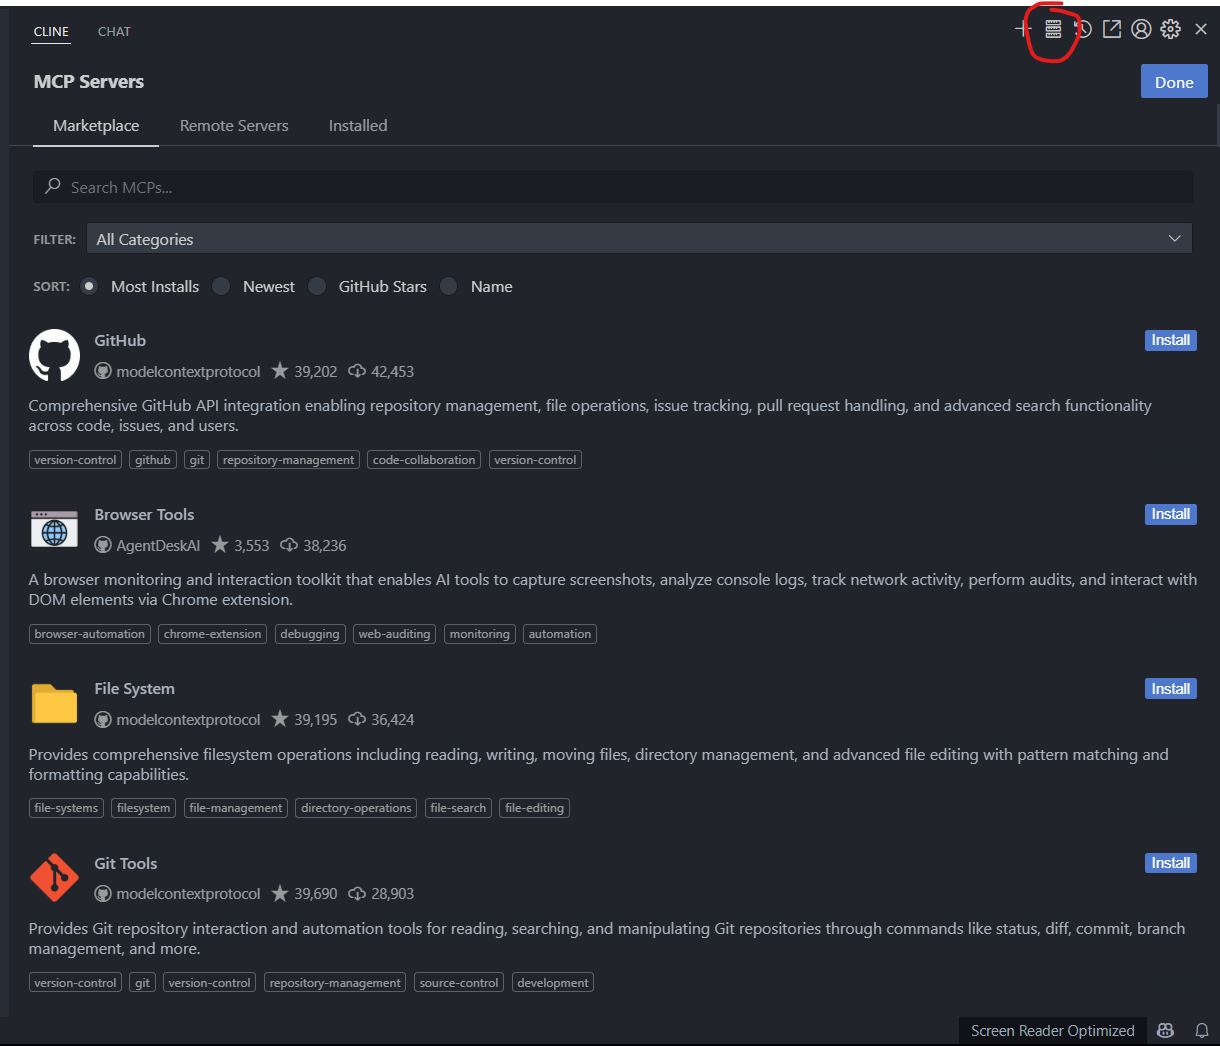 CLINE CHAT
MCP Servers
Done
Marketplace Remote Servers Installed
Search MCPs...
FILTER: All Categories
SORT: Most Installs Newest GitHub Stars Name
GitHub
Install
modelcontextprotocol 39,202 42,453
Comprehensive GitHub API integration enabling repository management, file operations, issue tracking, pull request handling, and advanced search functionality
across code, issues, and users.
version-control github git repository-management code-collaboration version-control
Browser Tools
Install
AgentDeskAI 3,553 38,236
A browser monitoring and interaction toolkit that enables AI tools to capture screenshots, analyze console logs, track network activity, perform audits, and interact with
DOM elements via Chrome extension.
browser-automation chrome-extension debugging web-auditing monitoring automation
File System
Install
modelcontextprotocol 39,195 36,424
Provides comprehensive filesystem operations including reading, writing, moving files, directory management, and advanced file editing with pattern matching and
formatting capabilities.
file-systems filesystem file-management directory-operations file-search file-editing
Git Tools
Install
modelcontextprotocol 39,690 28,903
Provides Git repository interaction and automation tools for reading, searching, and manipulating Git repositories through commands like status, diff, commit, branch
management, and more.
version-control git version-control repository-management source-control development
Screen Reader Optimized